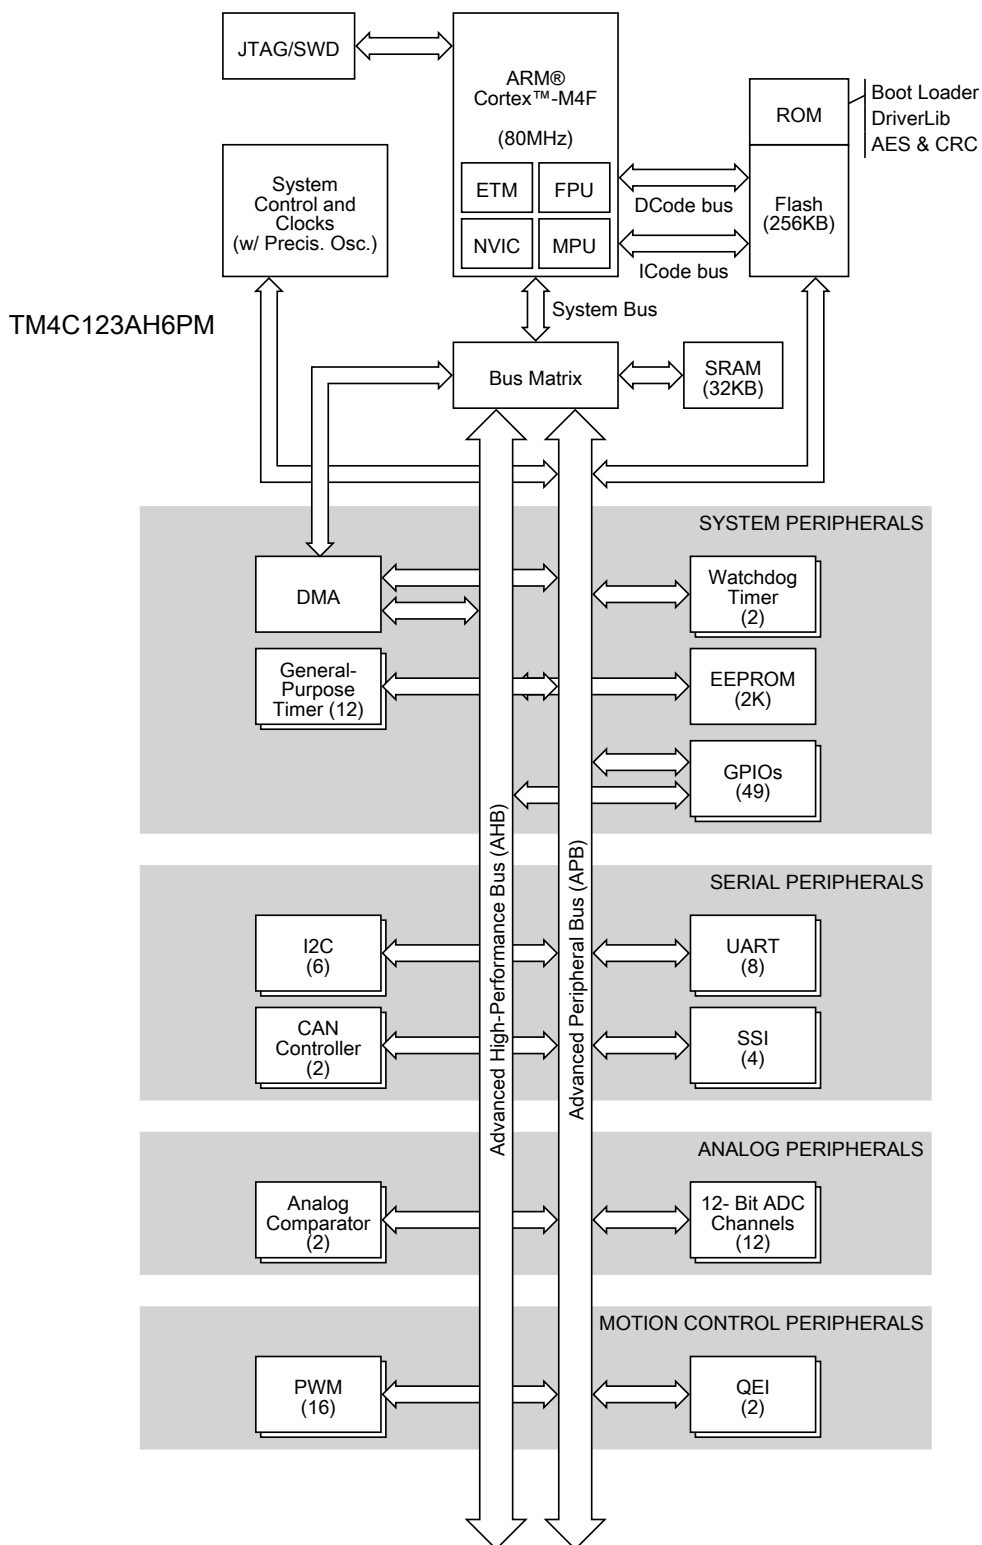 JTAG/SWD
ARM®
Cortex™-M4F
(80MHz)
ETM
FPU
NVIC
MPU
ROM
Boot Loader
DriverLib
AES & CRC
Flash
(256KB)
DCode bus
ICode bus
System
Control and
Clocks
(w/ Precis. Osc.)
System Bus
TM4C123AH6PM
Bus Matrix
SRAM
(32KB)
SYSTEM PERIPHERALS
DMA
Watchdog
Timer
(2)
General-
Purpose
Timer (12)
EEPROM
(2K)
GPIOs
(49)
Advanced High-Performance Bus (AHB)
Advanced Peripheral Bus (APB)
SERIAL PERIPHERALS
I2C
(6)
UART
(8)
CAN
Controller
(2)
SSI
(4)
ANALOG PERIPHERALS
Analog
Comparator
(2)
12- Bit ADC
Channels
(12)
MOTION CONTROL PERIPHERALS
PWM
(16)
QEI
(2)